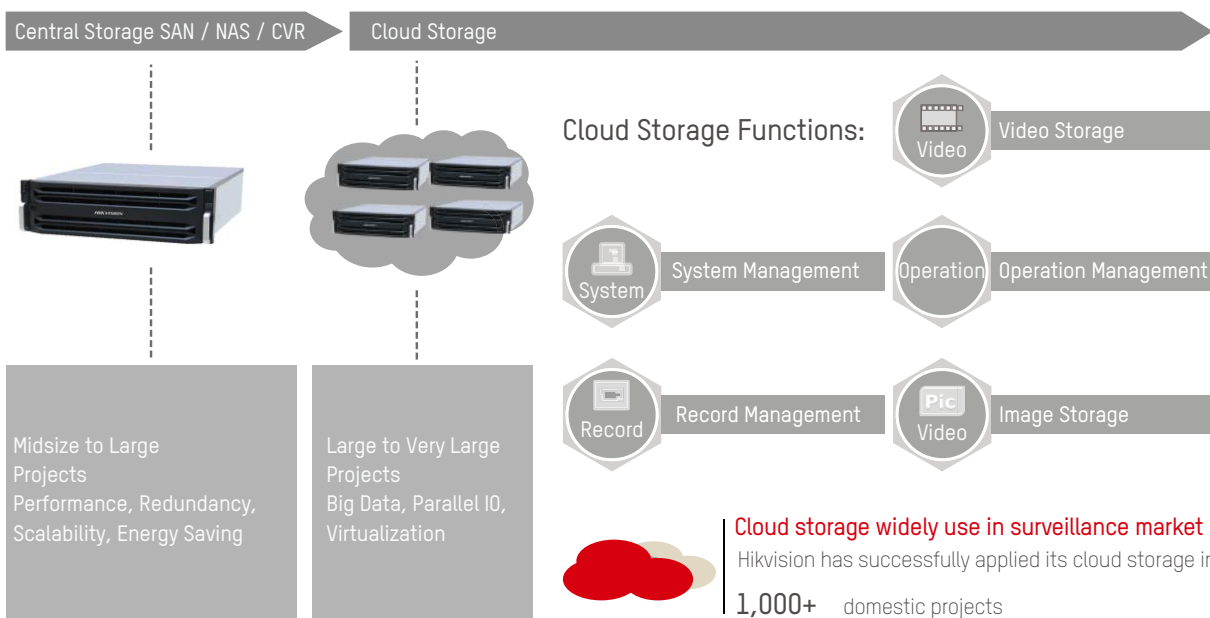 Central Storage SAN / NAS / CVR
Cloud Storage
HIKVISION
Cloud Storage Functions:
Video
Video Storage
System
System Management
Operation
Operation Management
Record
Record Management
Pic
Video
Image Storage
Midsize to Large
Projects
Performance, Redundancy,
Scalability, Energy Saving
Large to Very Large
Projects
Big Data, Parallel IO,
Virtualization
Cloud storage widely use in surveillance market
Hikvision has successfully applied its cloud storage in
1,000+ domestic projects